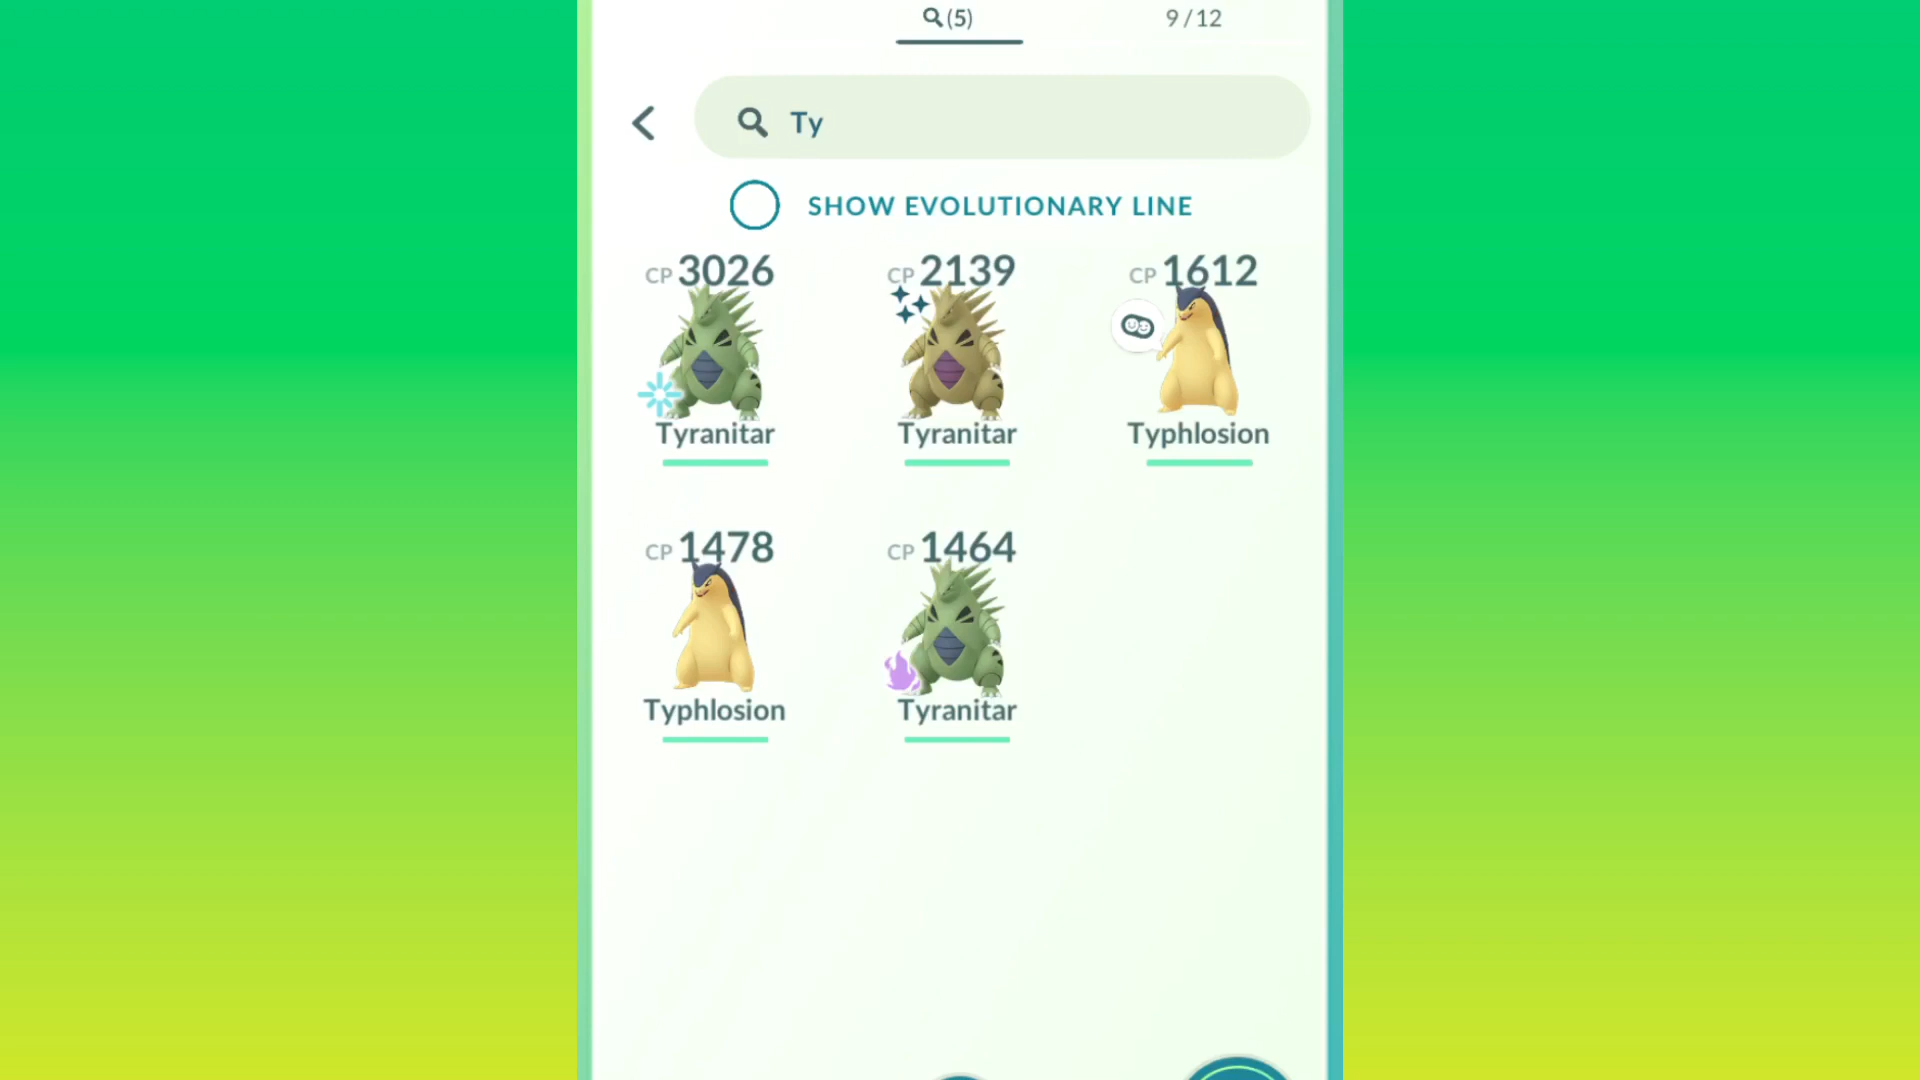 (5) 9/12
Ty
SHOW EVOLUTIONARY LINE
CP 3026 CP 2139 CP 1612
Tyranitar Tyranitar Typhlosion
CP 1478 CP 1464
Typhlosion Tyranitar